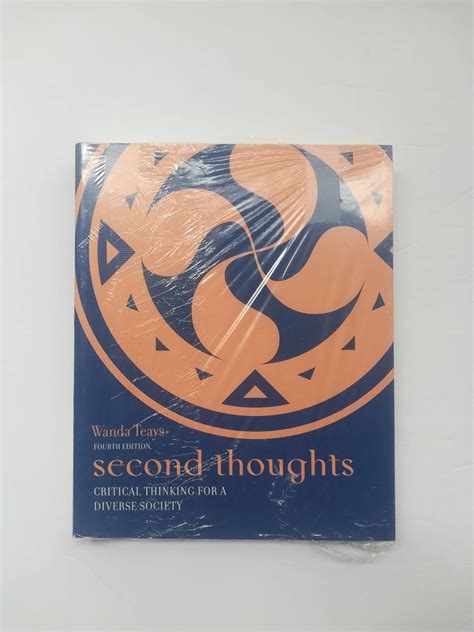 Wanda Teays
FOURTH EDITION
second thoughts
CRITICAL THINKING FOR A
DIVERSE SOCIETY